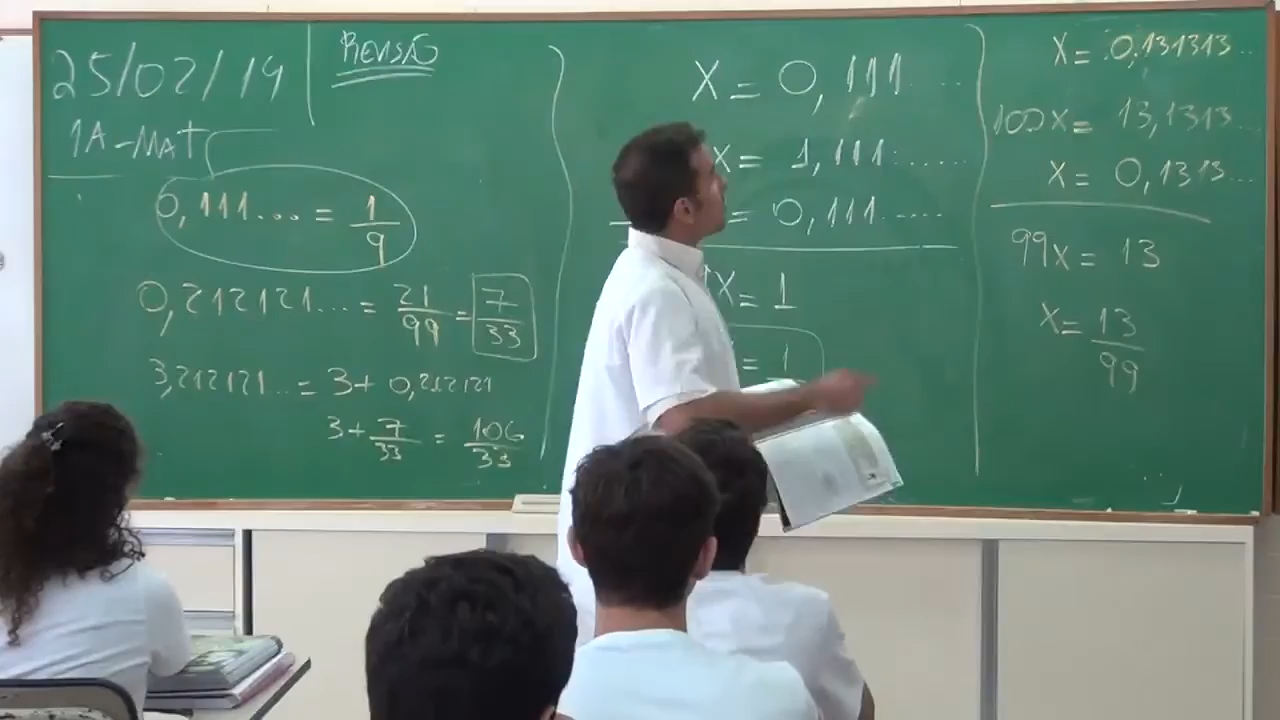 25/02/19 | REVISÃO
1A-MAT
0,111... = 1/9
0,212121... = 21/99 = 7/33
3,212121... = 3+ 0,212121
3+ 7/33 = 106/33
X = 0,111....
X = 1,111......
= 0,111.....
X = 1
= 1
X = 0,131313...
100X = 13,1313...
X = 0,1313...
99X = 13
X = 13/99